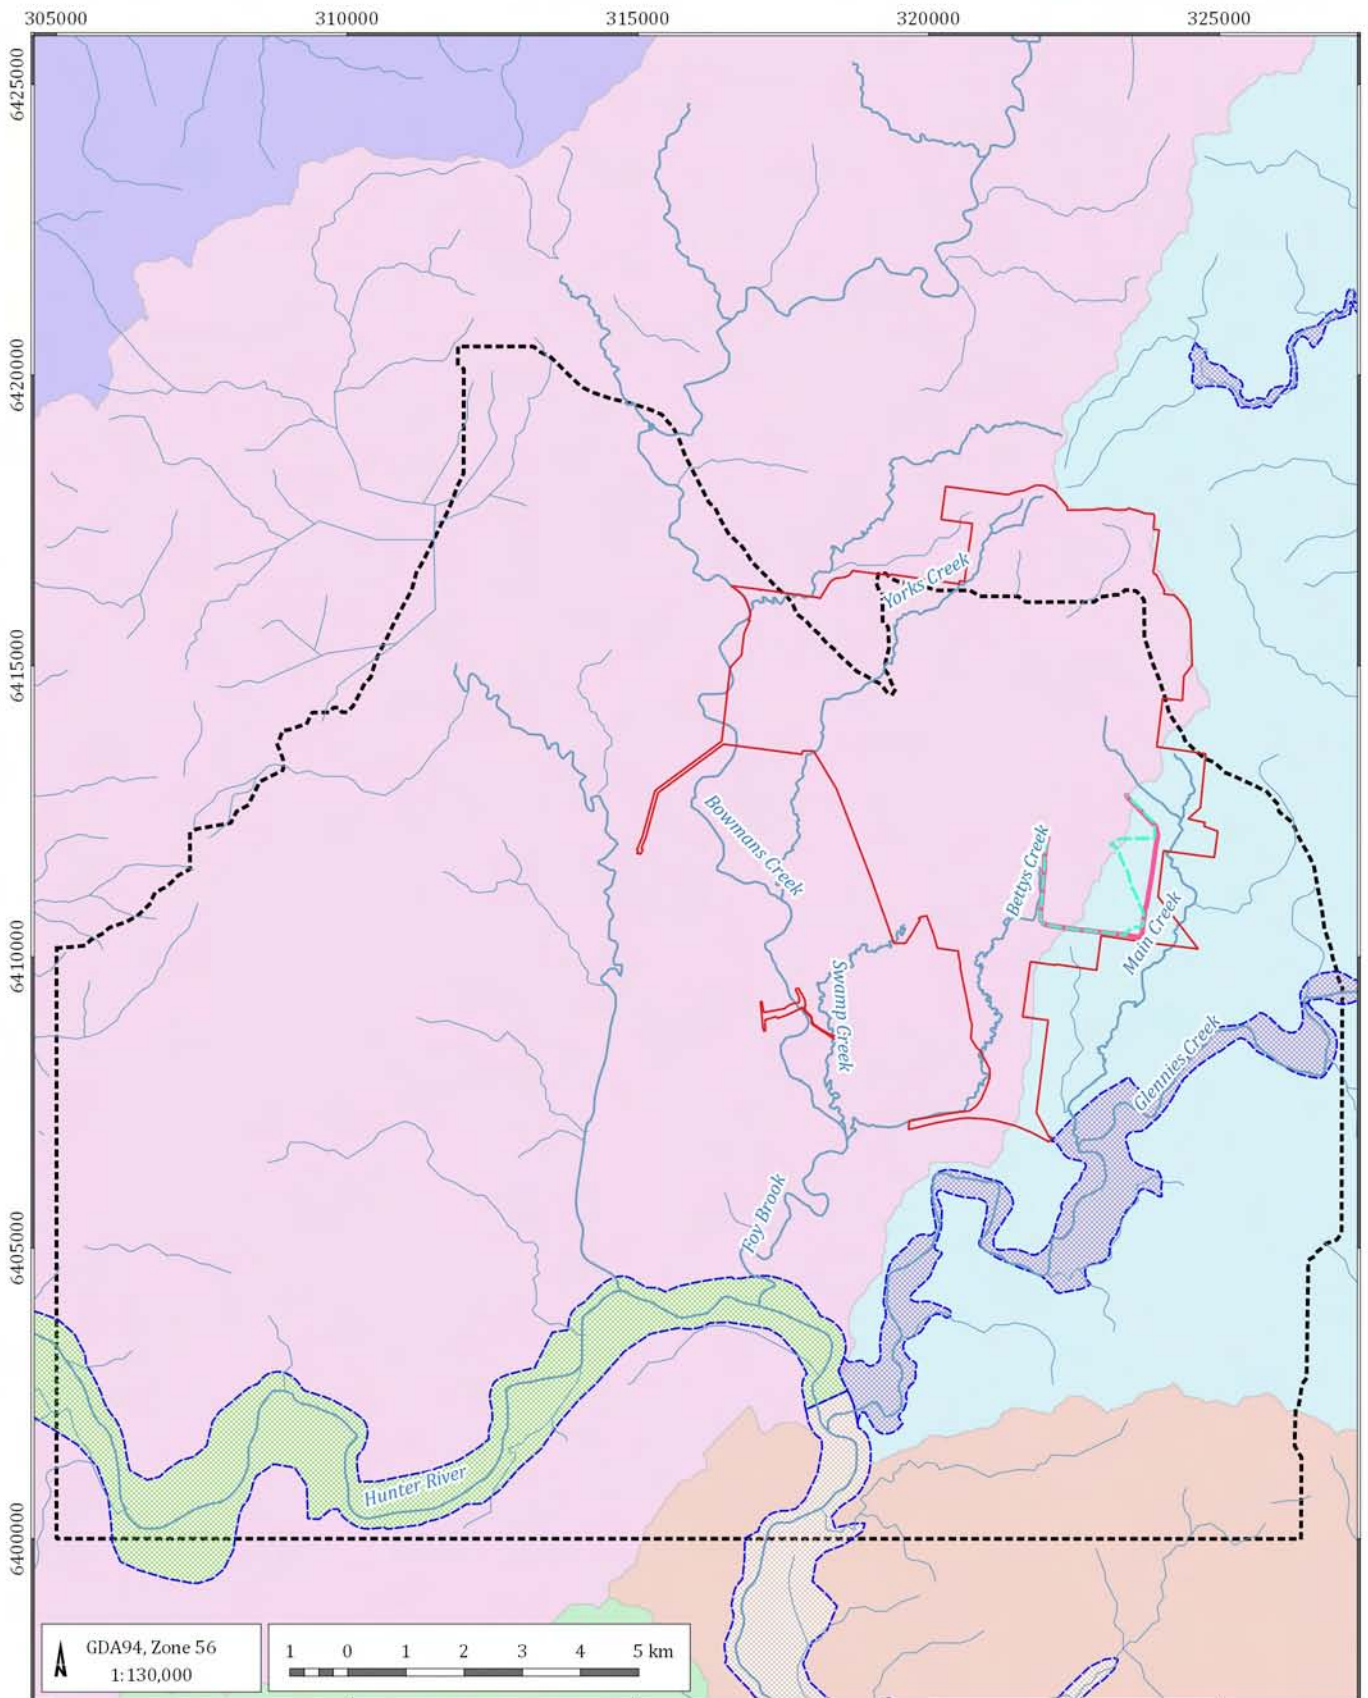 305000 310000 315000 320000 325000
6425000
6420000
6415000
6410000
6405000
6400000
Yorks Creek
Bowmans Creek
Bettys Creek
Main Creek
Swamp Creek
Glennies Creek
Foy Brook
Hunter River
GDA94, Zone 56
1:130,000
1 0 1 2 3 4 5 km
N